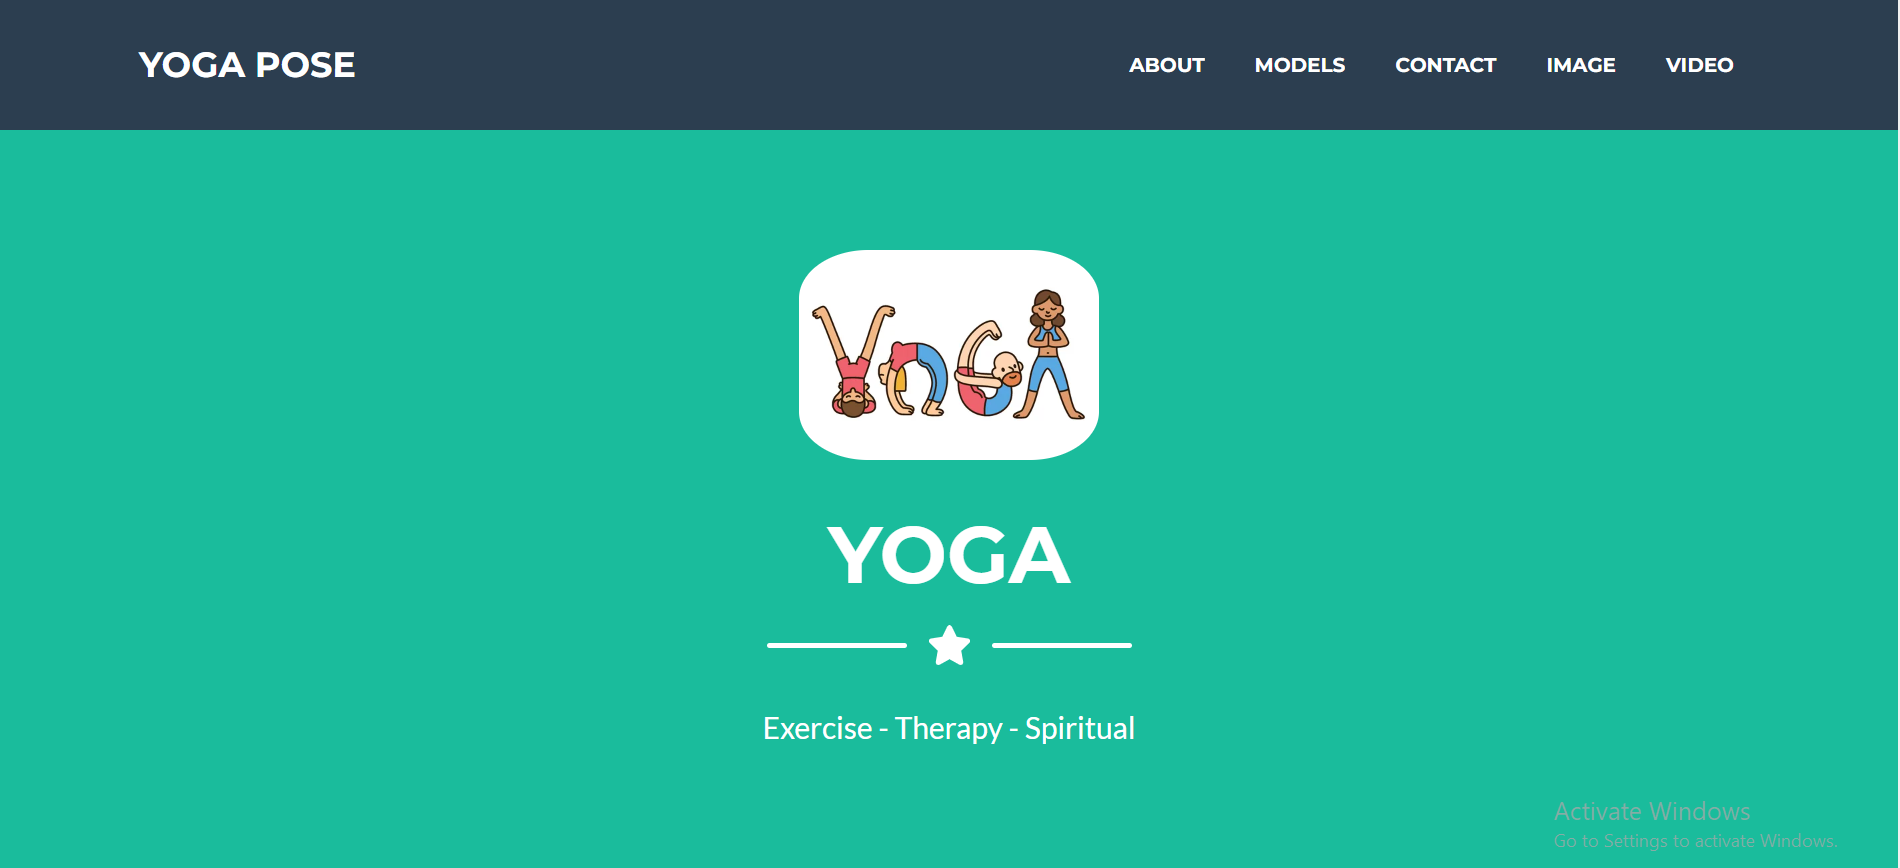 YOGA POSE
ABOUT MODELS CONTACT IMAGE VIDEO
YOGA
YOGA
Exercise - Therapy - Spiritual
Activate Windows
Go to Settings to activate Windows.